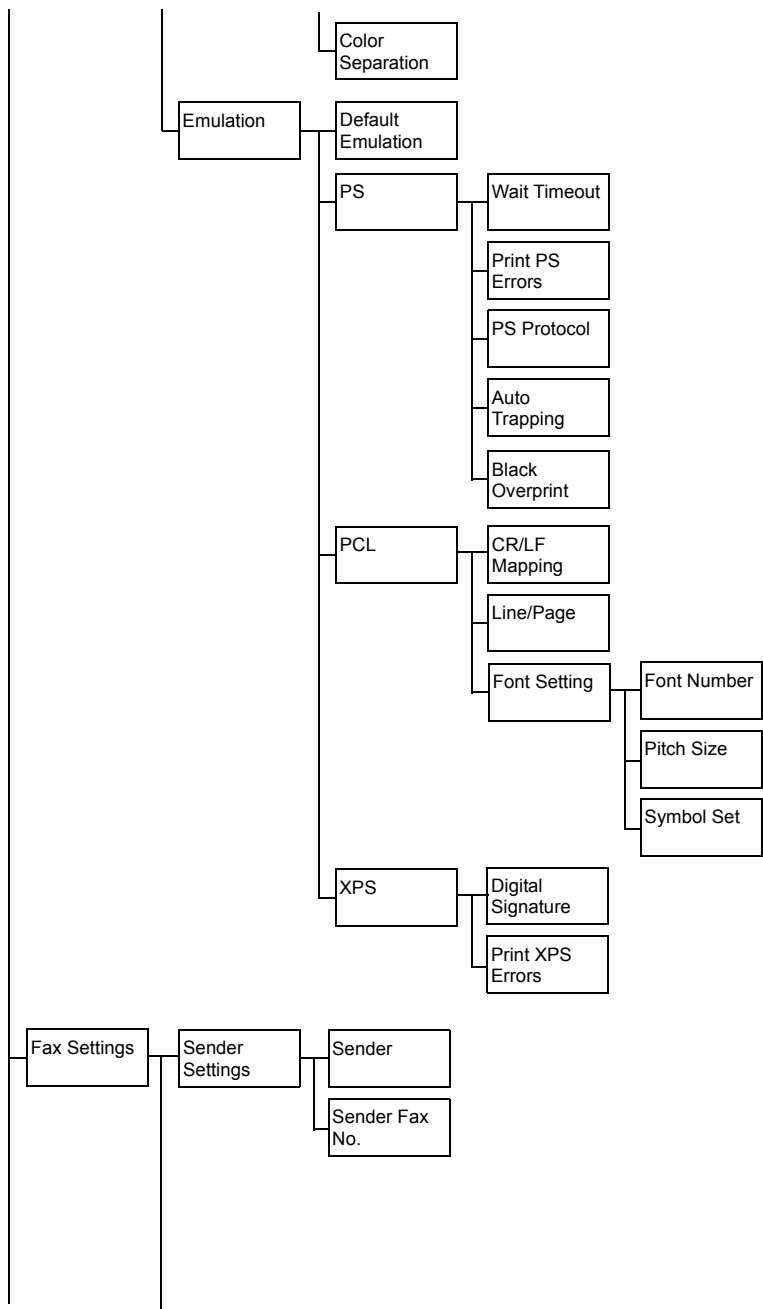 Color
Separation
Emulation
Default
Emulation
PS
Wait Timeout
Print PS
Errors
PS Protocol
Auto
Trapping
Black
Overprint
PCL
CR/LF
Mapping
Line/Page
Font Setting
Font Number
Pitch Size
Symbol Set
XPS
Digital
Signature
Print XPS
Errors
Fax Settings
Sender
Settings
Sender
Sender Fax
No.